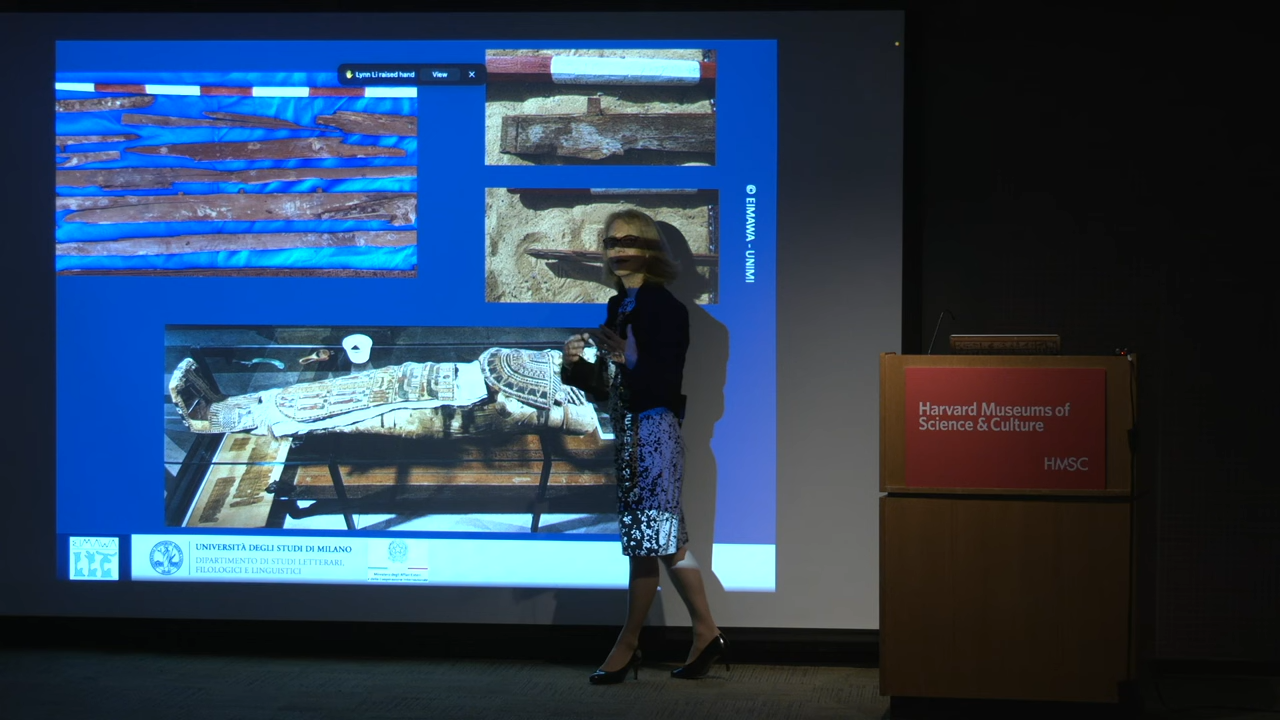 Lynn Li raised hand
View
© EIMAWA - UNIMI
UNIVERSITÀ DEGLI STUDI DI MILANO
DIPARTIMENTO DI STUDI LETTERARI,
FILOLOGICI E LINGUISTICI
Harvard Museums of
Science & Culture
HMSC